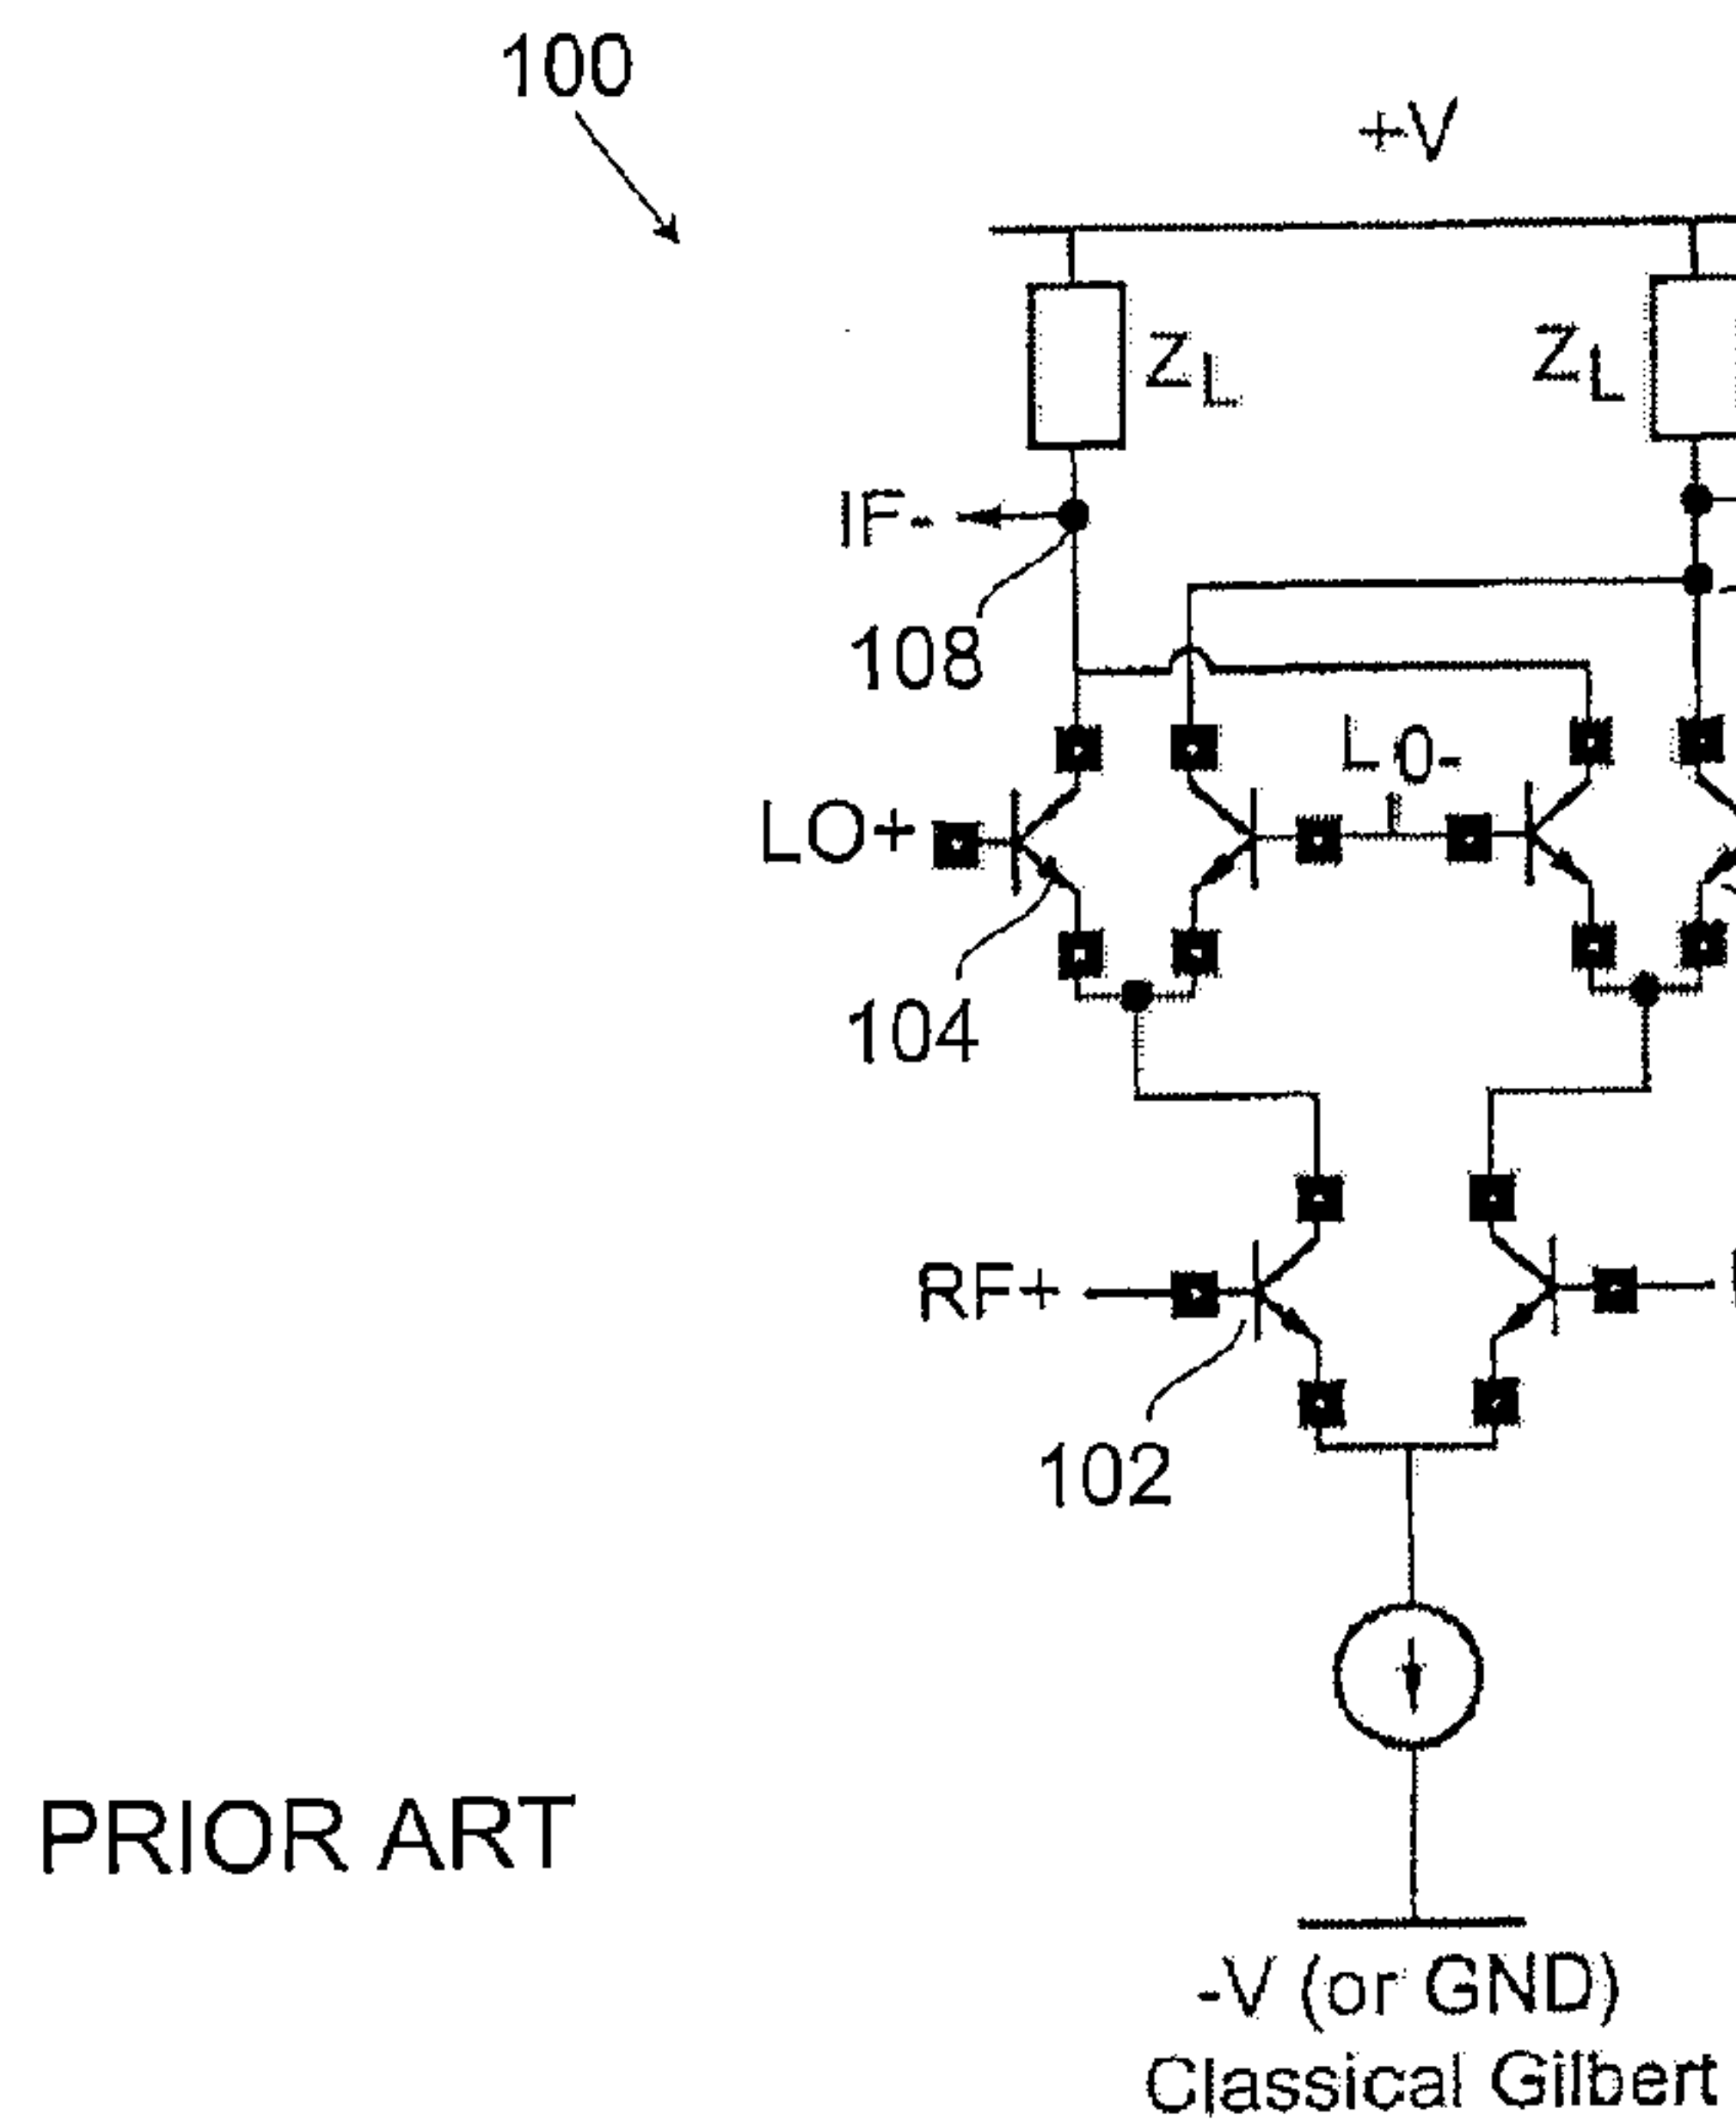 100
+V
ZL
ZL
IF-
108
LO-
LO+
104
RF+
102
PRIOR ART
-V (or GND)
Classical Gilbert